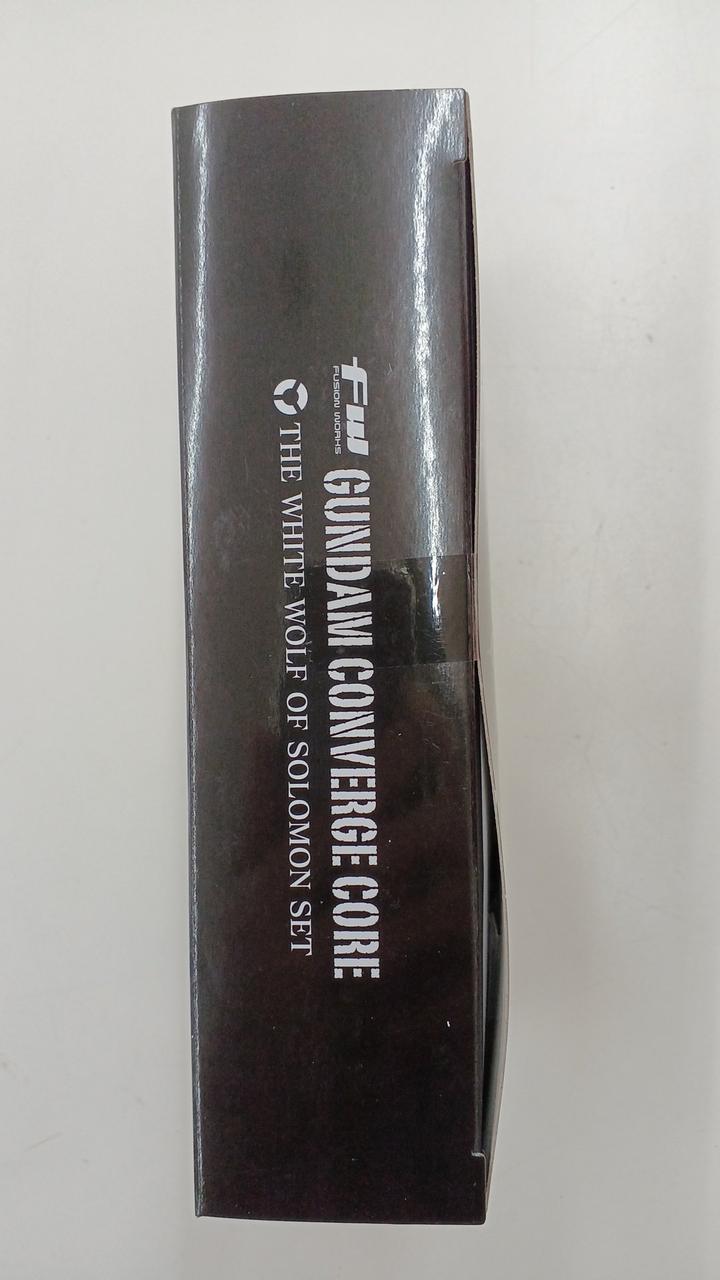 FW
FUSION WORKS
GUNDAM CONVERGE CORE
THE WHITE WOLF OF SOLOMON SET